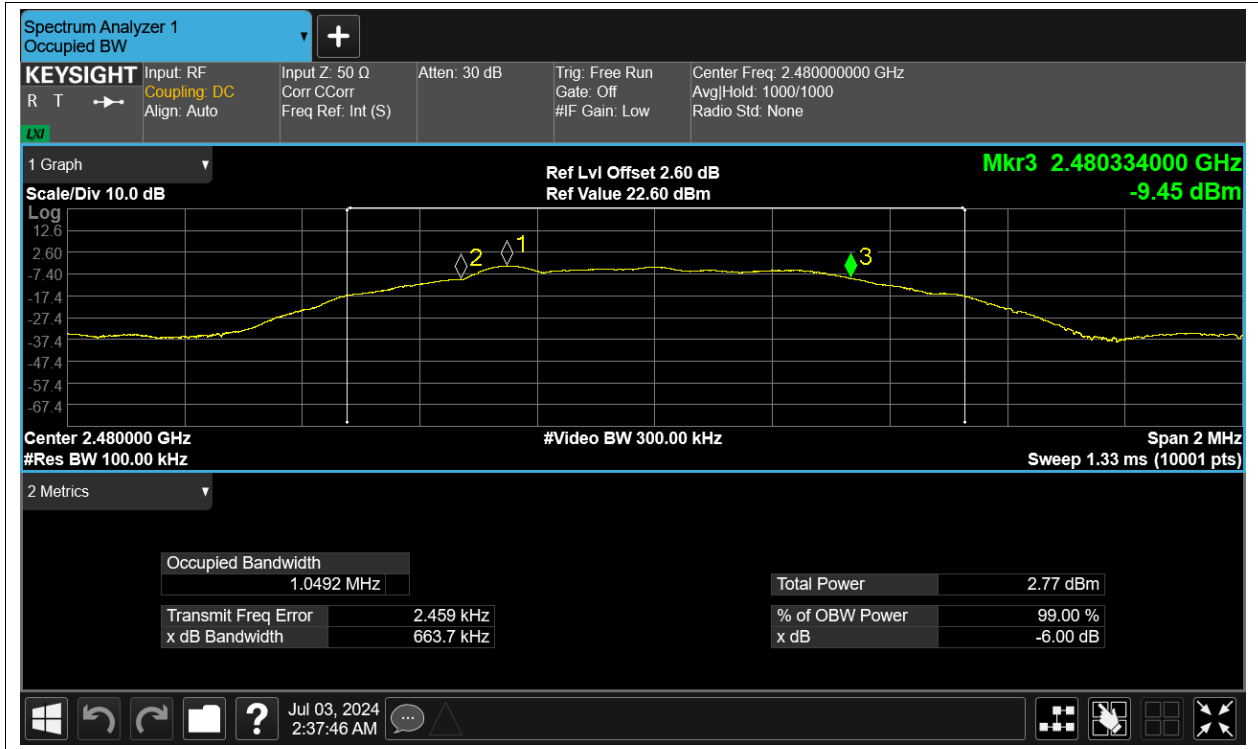 Spectrum Analyzer 1
Occupied BW
KEYSIGHT
R T
LXI
Input: RF
Coupling: DC
Align: Auto
Input Z: 50 Ω
Corr CCorr
Freq Ref: Int (S)
Atten: 30 dB
Trig: Free Run
Gate: Off
#IF Gain: Low
Center Freq: 2.480000000 GHz
Avg|Hold: 1000/1000
Radio Std: None
1 Graph
Scale/Div 10.0 dB
Ref Lvl Offset 2.60 dB
Ref Value 22.60 dBm
Mkr3 2.480334000 GHz
-9.45 dBm
Log
12.6
2.60
-7.40
-17.4
-27.4
-37.4
-47.4
-57.4
-67.4
2
1
3
Center 2.480000 GHz
#Res BW 100.00 kHz
#Video BW 300.00 kHz
Span 2 MHz
Sweep 1.33 ms (10001 pts)
2 Metrics
Occupied Bandwidth
1.0492 MHz
Transmit Freq Error 2.459 kHz
x dB Bandwidth 663.7 kHz
Total Power 2.77 dBm
% of OBW Power 99.00 %
x dB -6.00 dB
?
Jul 03, 2024
2:37:46 AM